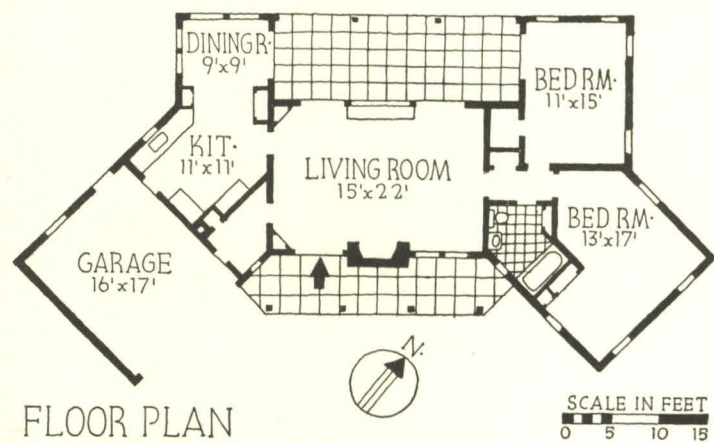 DINING R·
9'x9'
BED RM·
11'x15'
KIT·
11'x11'
LIVING ROOM
15'x22'
BED RM·
13'x17'
GARAGE
16'x17'
N.
FLOOR PLAN
SCALE IN FEET
0 5 10 15